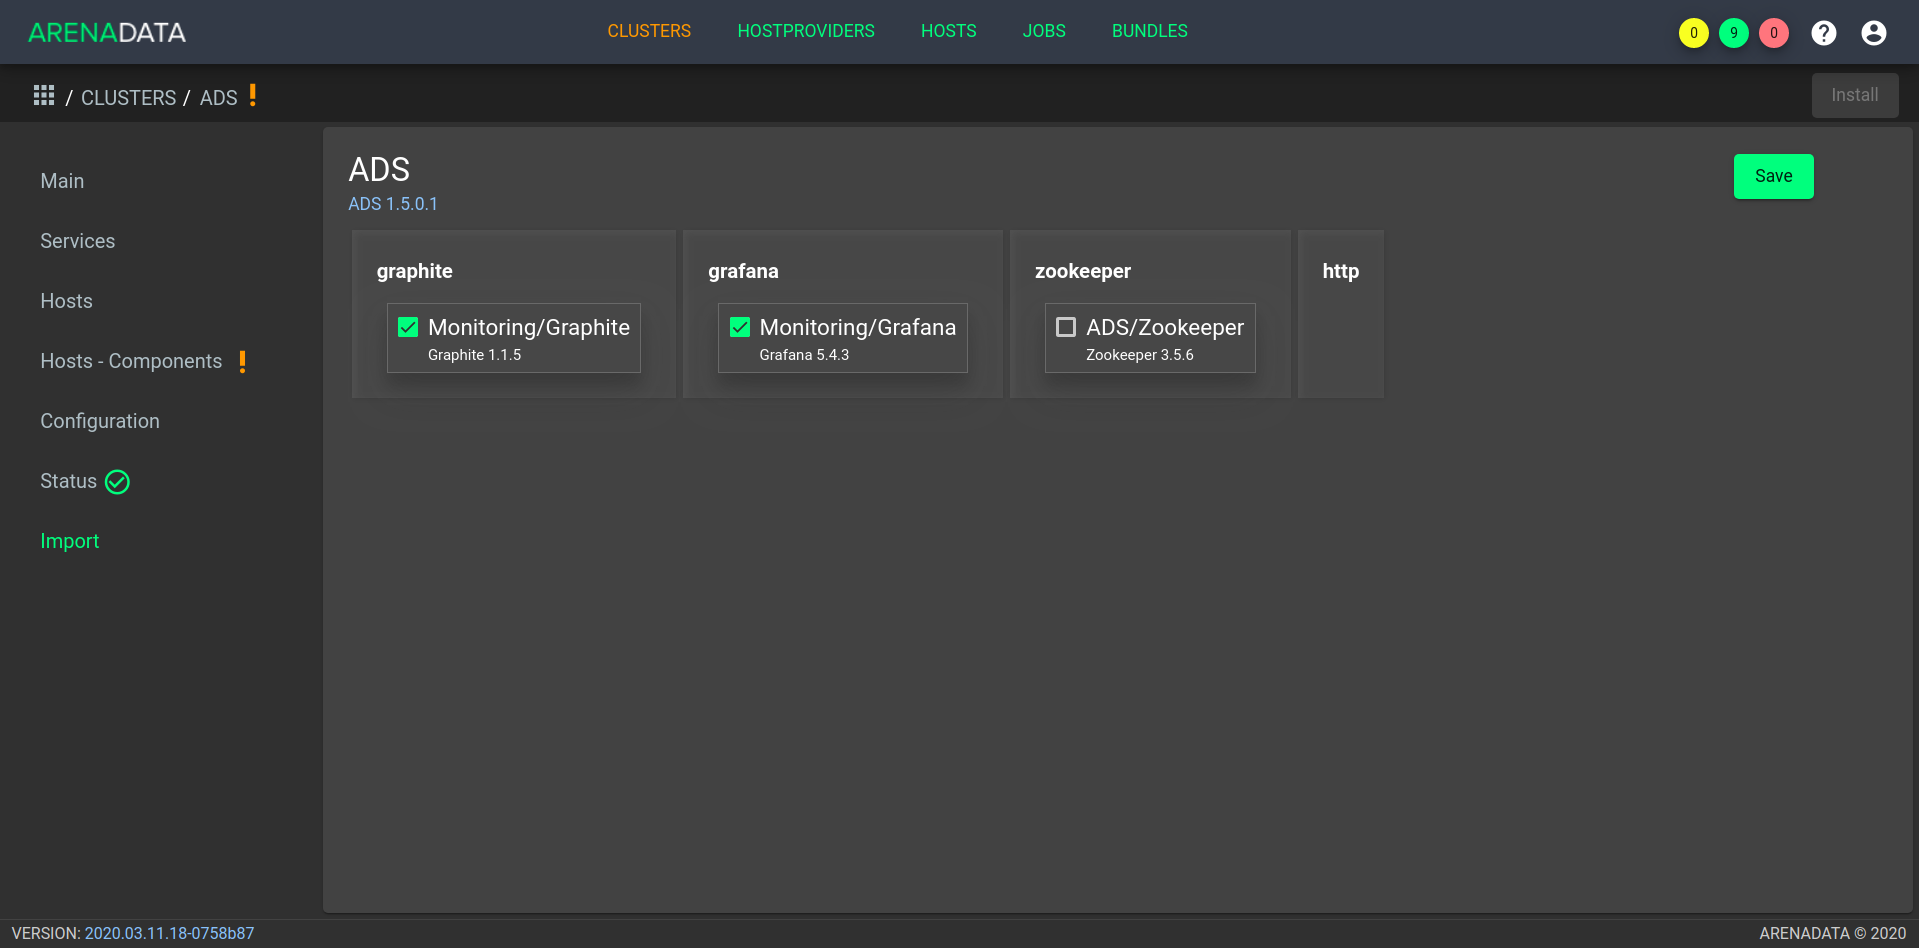 ARENADATA
CLUSTERS HOSTPROVIDERS HOSTS JOBS BUNDLES
0 9 0 ?
/ CLUSTERS / ADS !
Install
Main
Services
Hosts
Hosts - Components !
Configuration
Status
Import
ADS
ADS 1.5.0.1
Save
graphite
Monitoring/Graphite
Graphite 1.1.5
grafana
Monitoring/Grafana
Grafana 5.4.3
zookeeper
ADS/Zookeeper
Zookeeper 3.5.6
http
VERSION: 2020.03.11.18-0758b87
ARENADATA © 2020